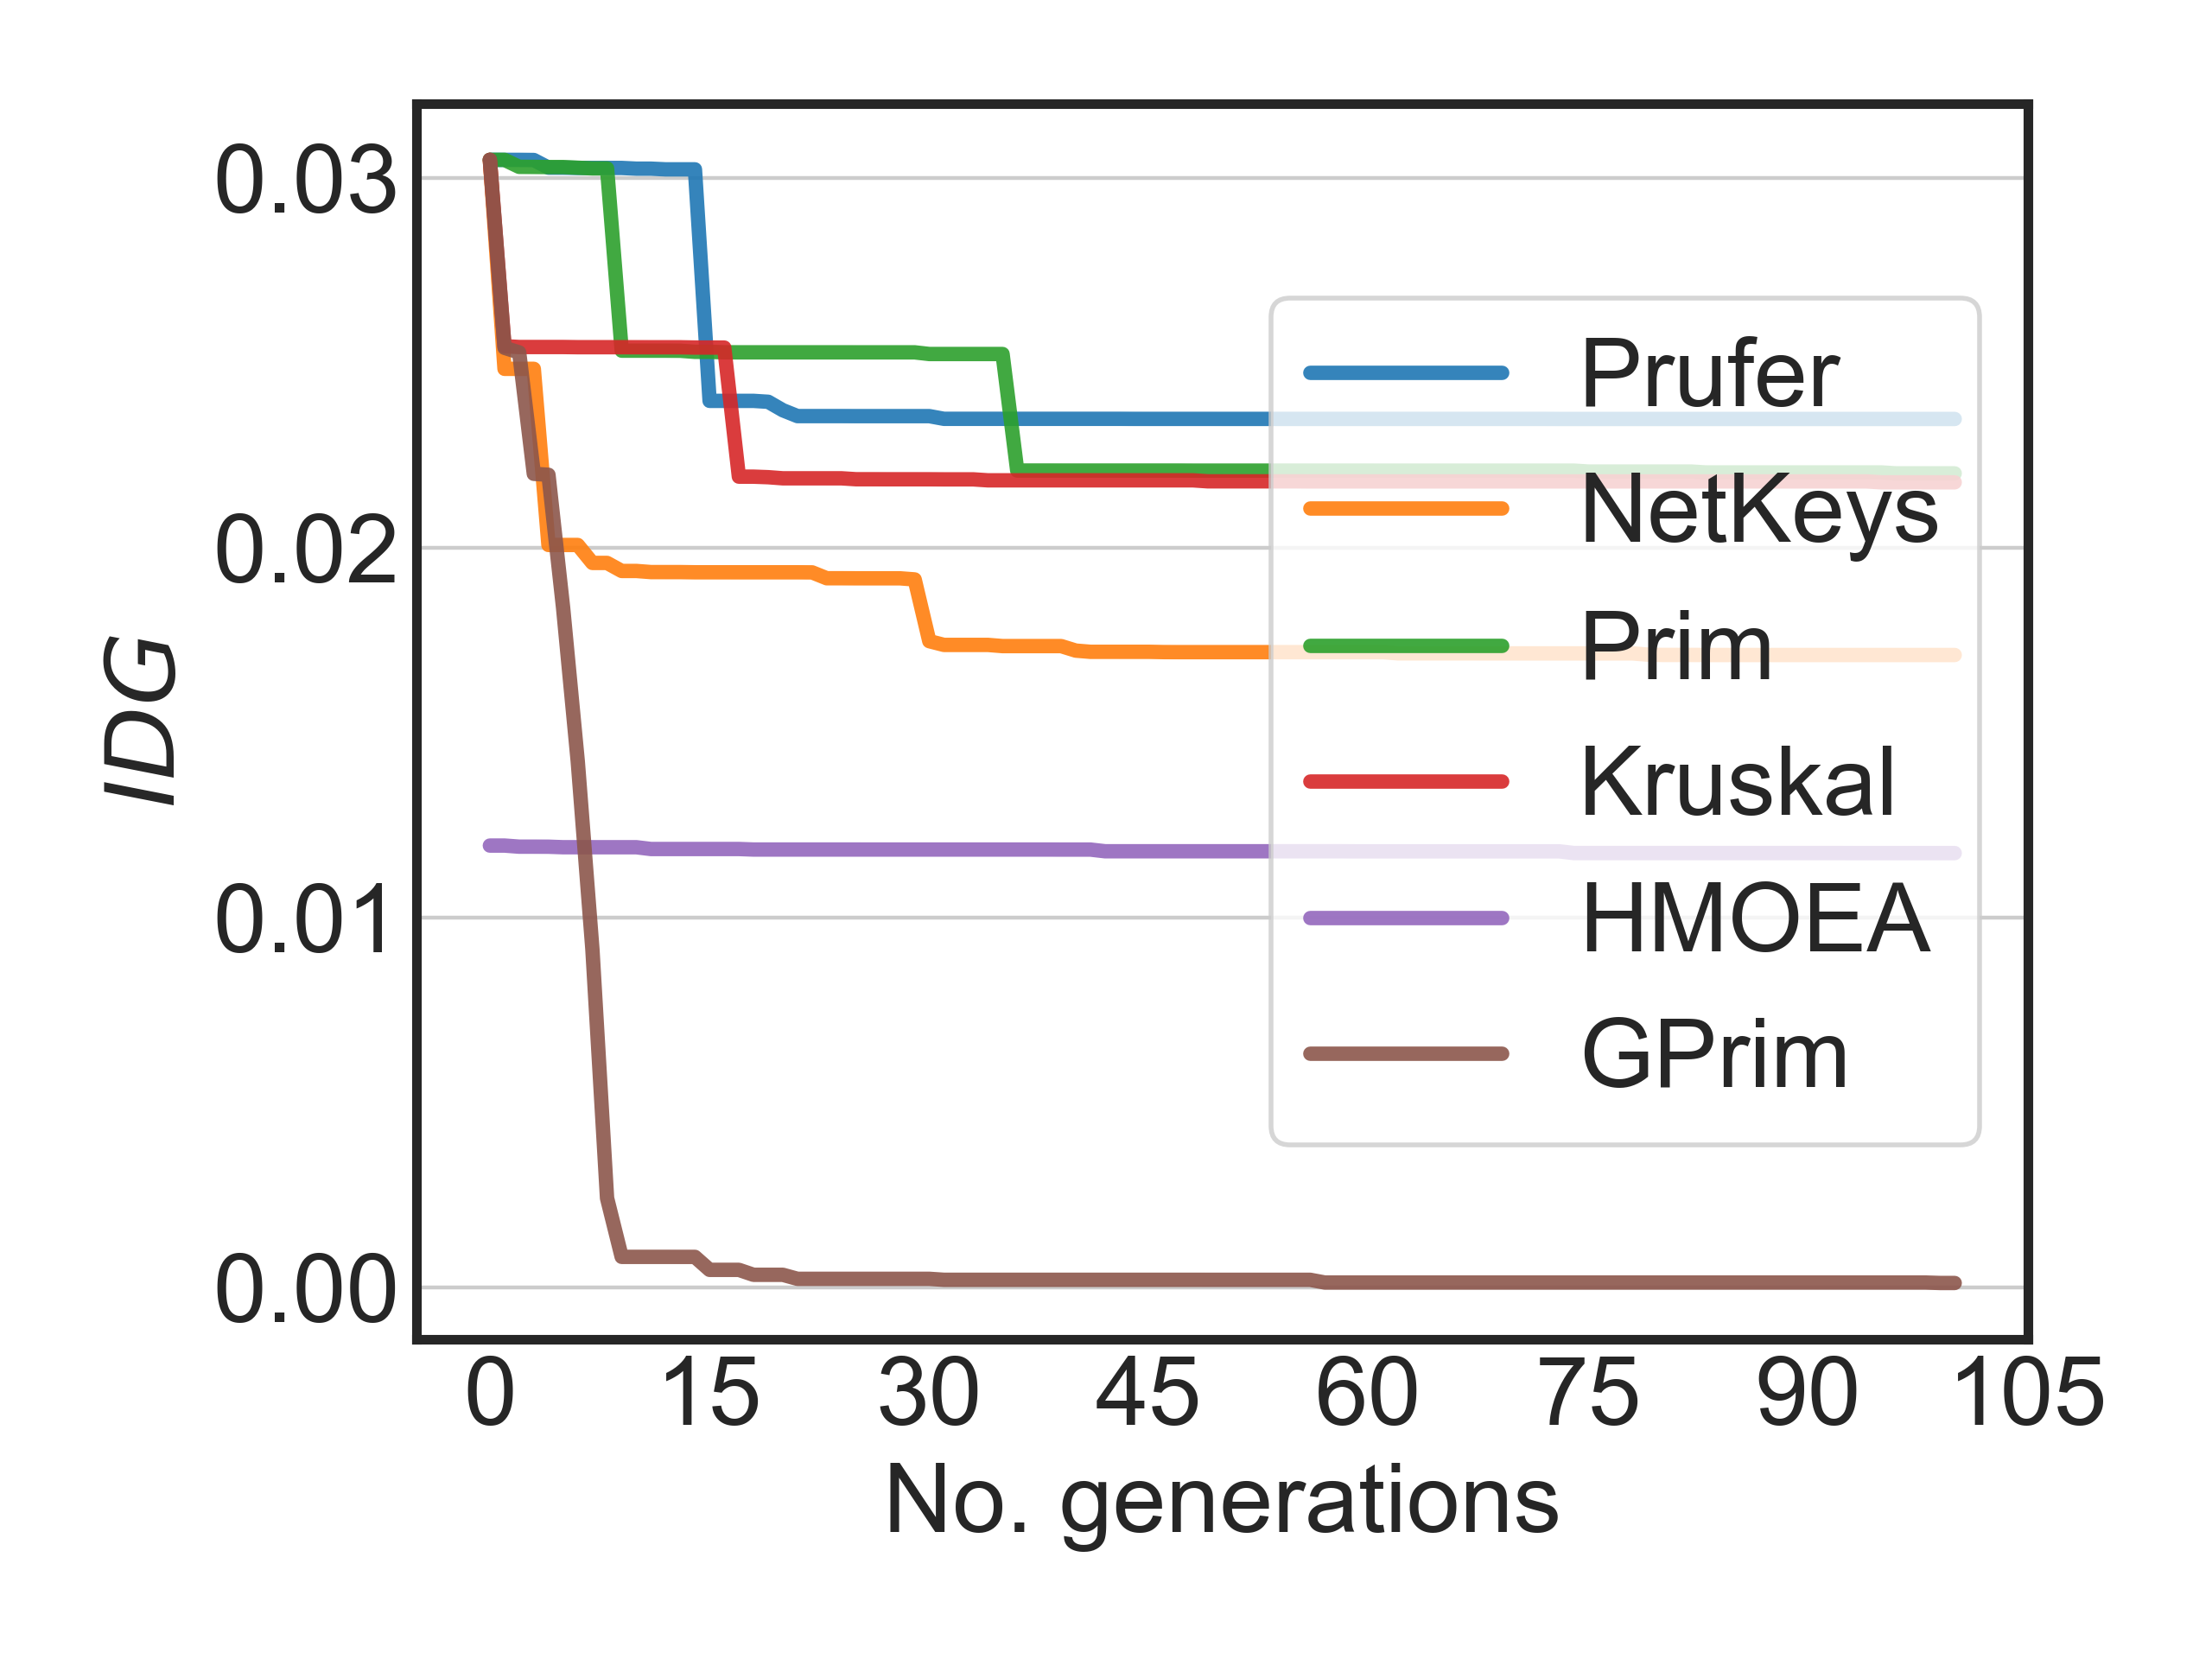 0.03
0.02
0.01
0.00
IDG
0
15
30
45
60
75
90
105
No. generations
Prufer
NetKeys
Prim
Kruskal
HMOEA
GPrim